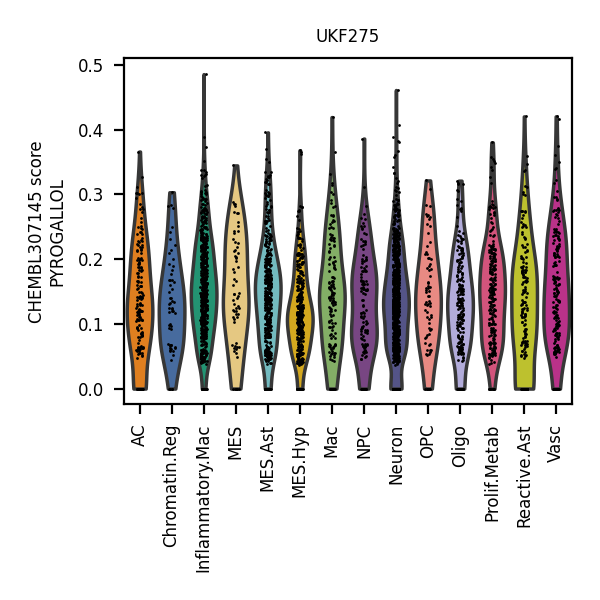 UKF275
CHEMBL307145 score
PYROGALLOL
0.5
0.4
0.3
0.2
0.1
0.0
AC
Chromatin.Reg
Inflammatory.Mac
MES
MES.Ast
MES.Hyp
Mac
NPC
Neuron
OPC
Oligo
Prolif.Metab
Reactive.Ast
Vasc